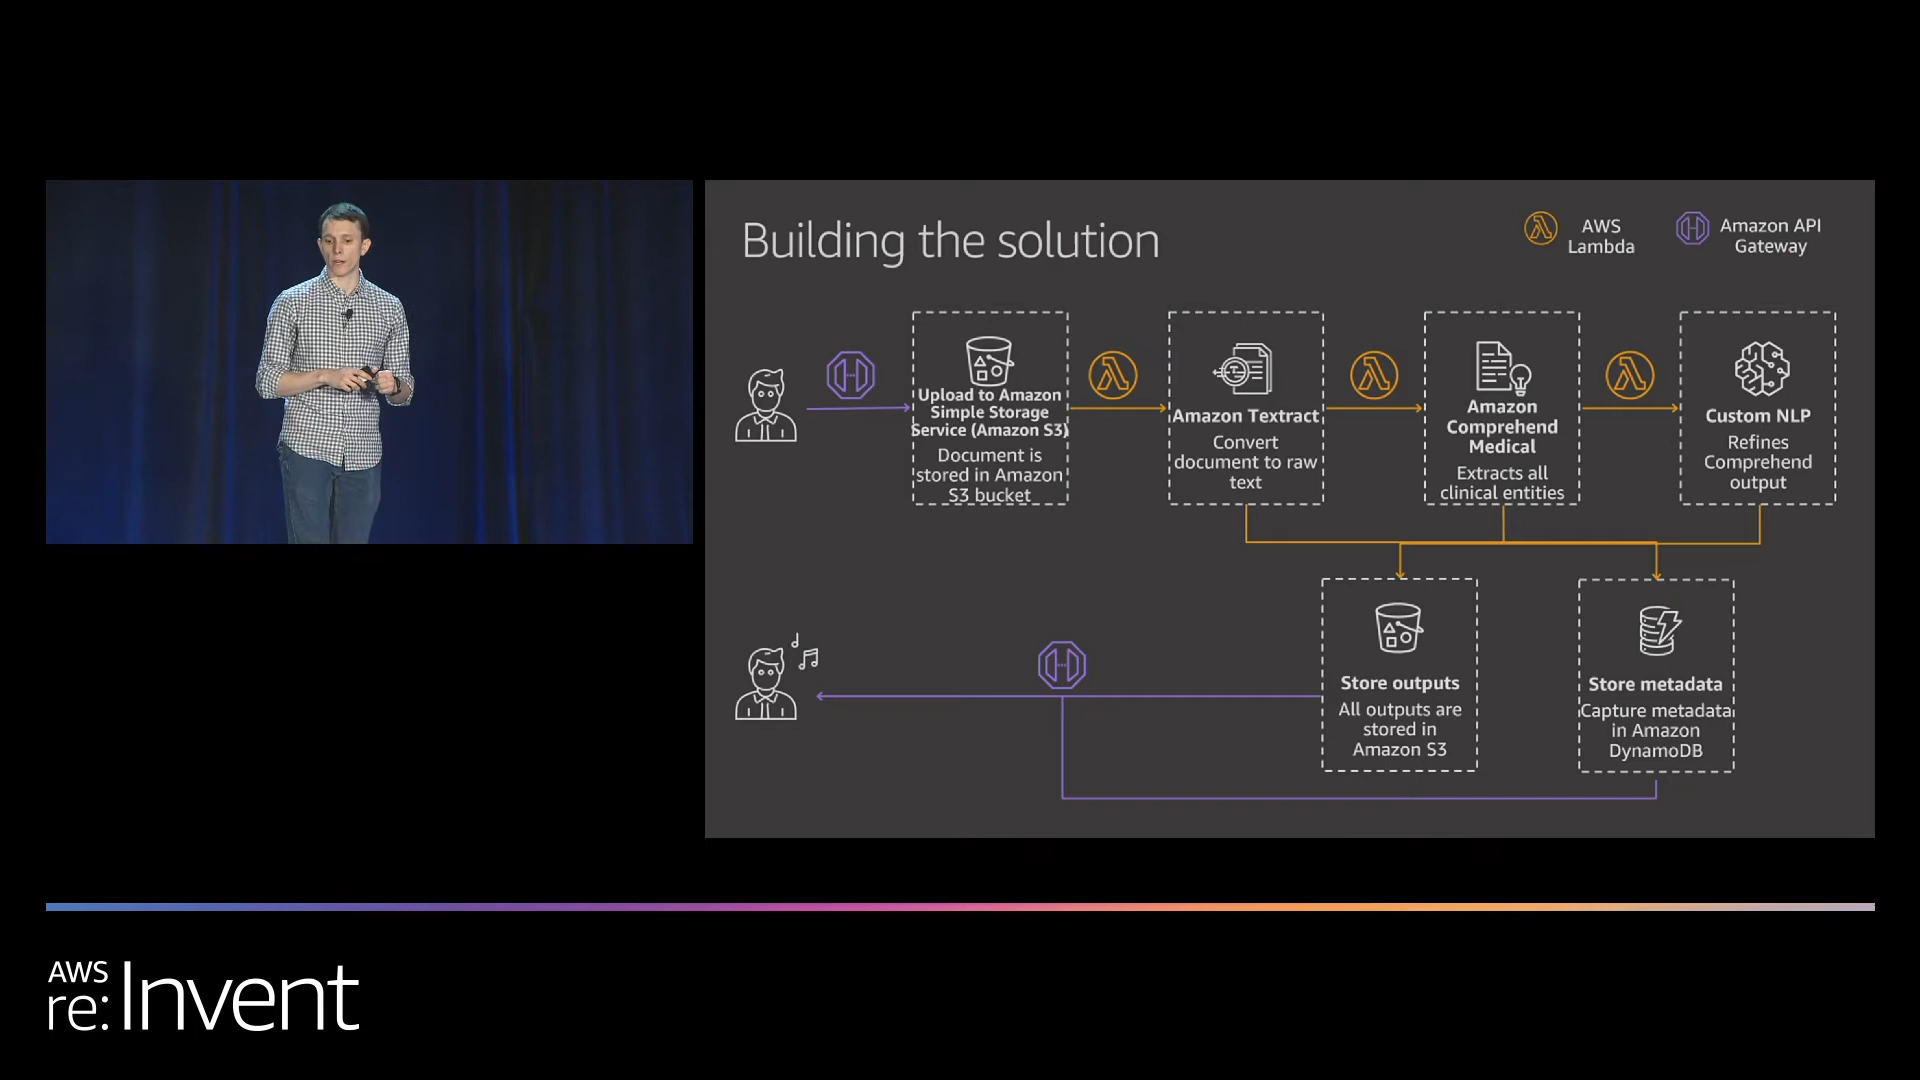 Building the solution
AWS
Lambda
Amazon API
Gateway
Upload to Amazon
Simple Storage
Service (Amazon S3)
Document is
stored in Amazon
S3 bucket
Amazon Textract
Convert
document to raw
text
Amazon
Comprehend
Medical
Extracts all
clinical entities
Custom NLP
Refines
Comprehend
output
Store outputs
All outputs are
stored in
Amazon S3
Store metadata
Capture metadata
in Amazon
DynamoDB
AWS
re:Invent